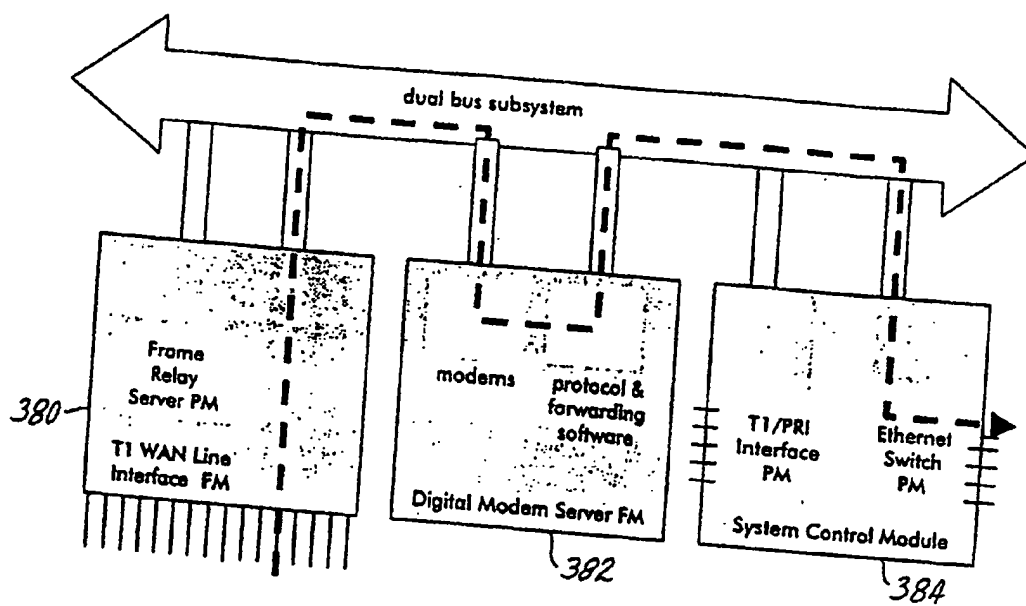 dual bus subsystem
Frame
Relay
Server PM
T1 WAN Line
Interface FM
380
modems
protocol &
forwarding
software
Digital Modem Server FM
382
T1/PRI
Interface
PM
Ethernet
Switch
PM
System Control Module
384